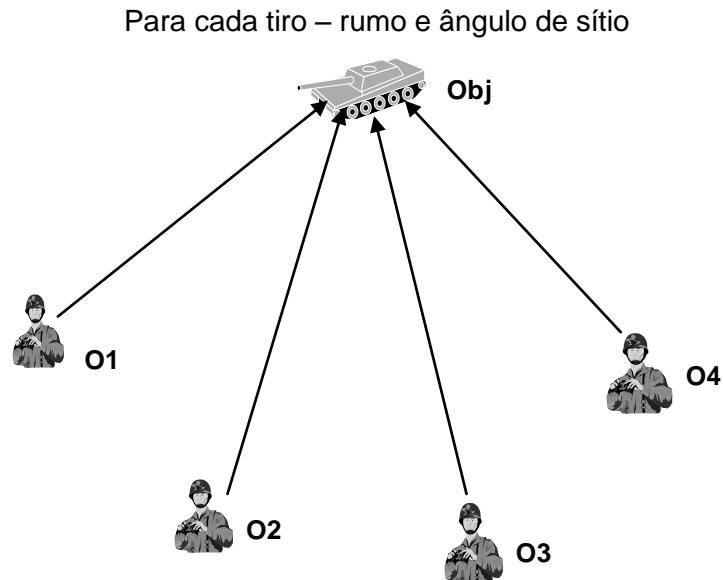 Para cada tiro – rumo e ângulo de sítio
Obj
O1
O4
O2
O3